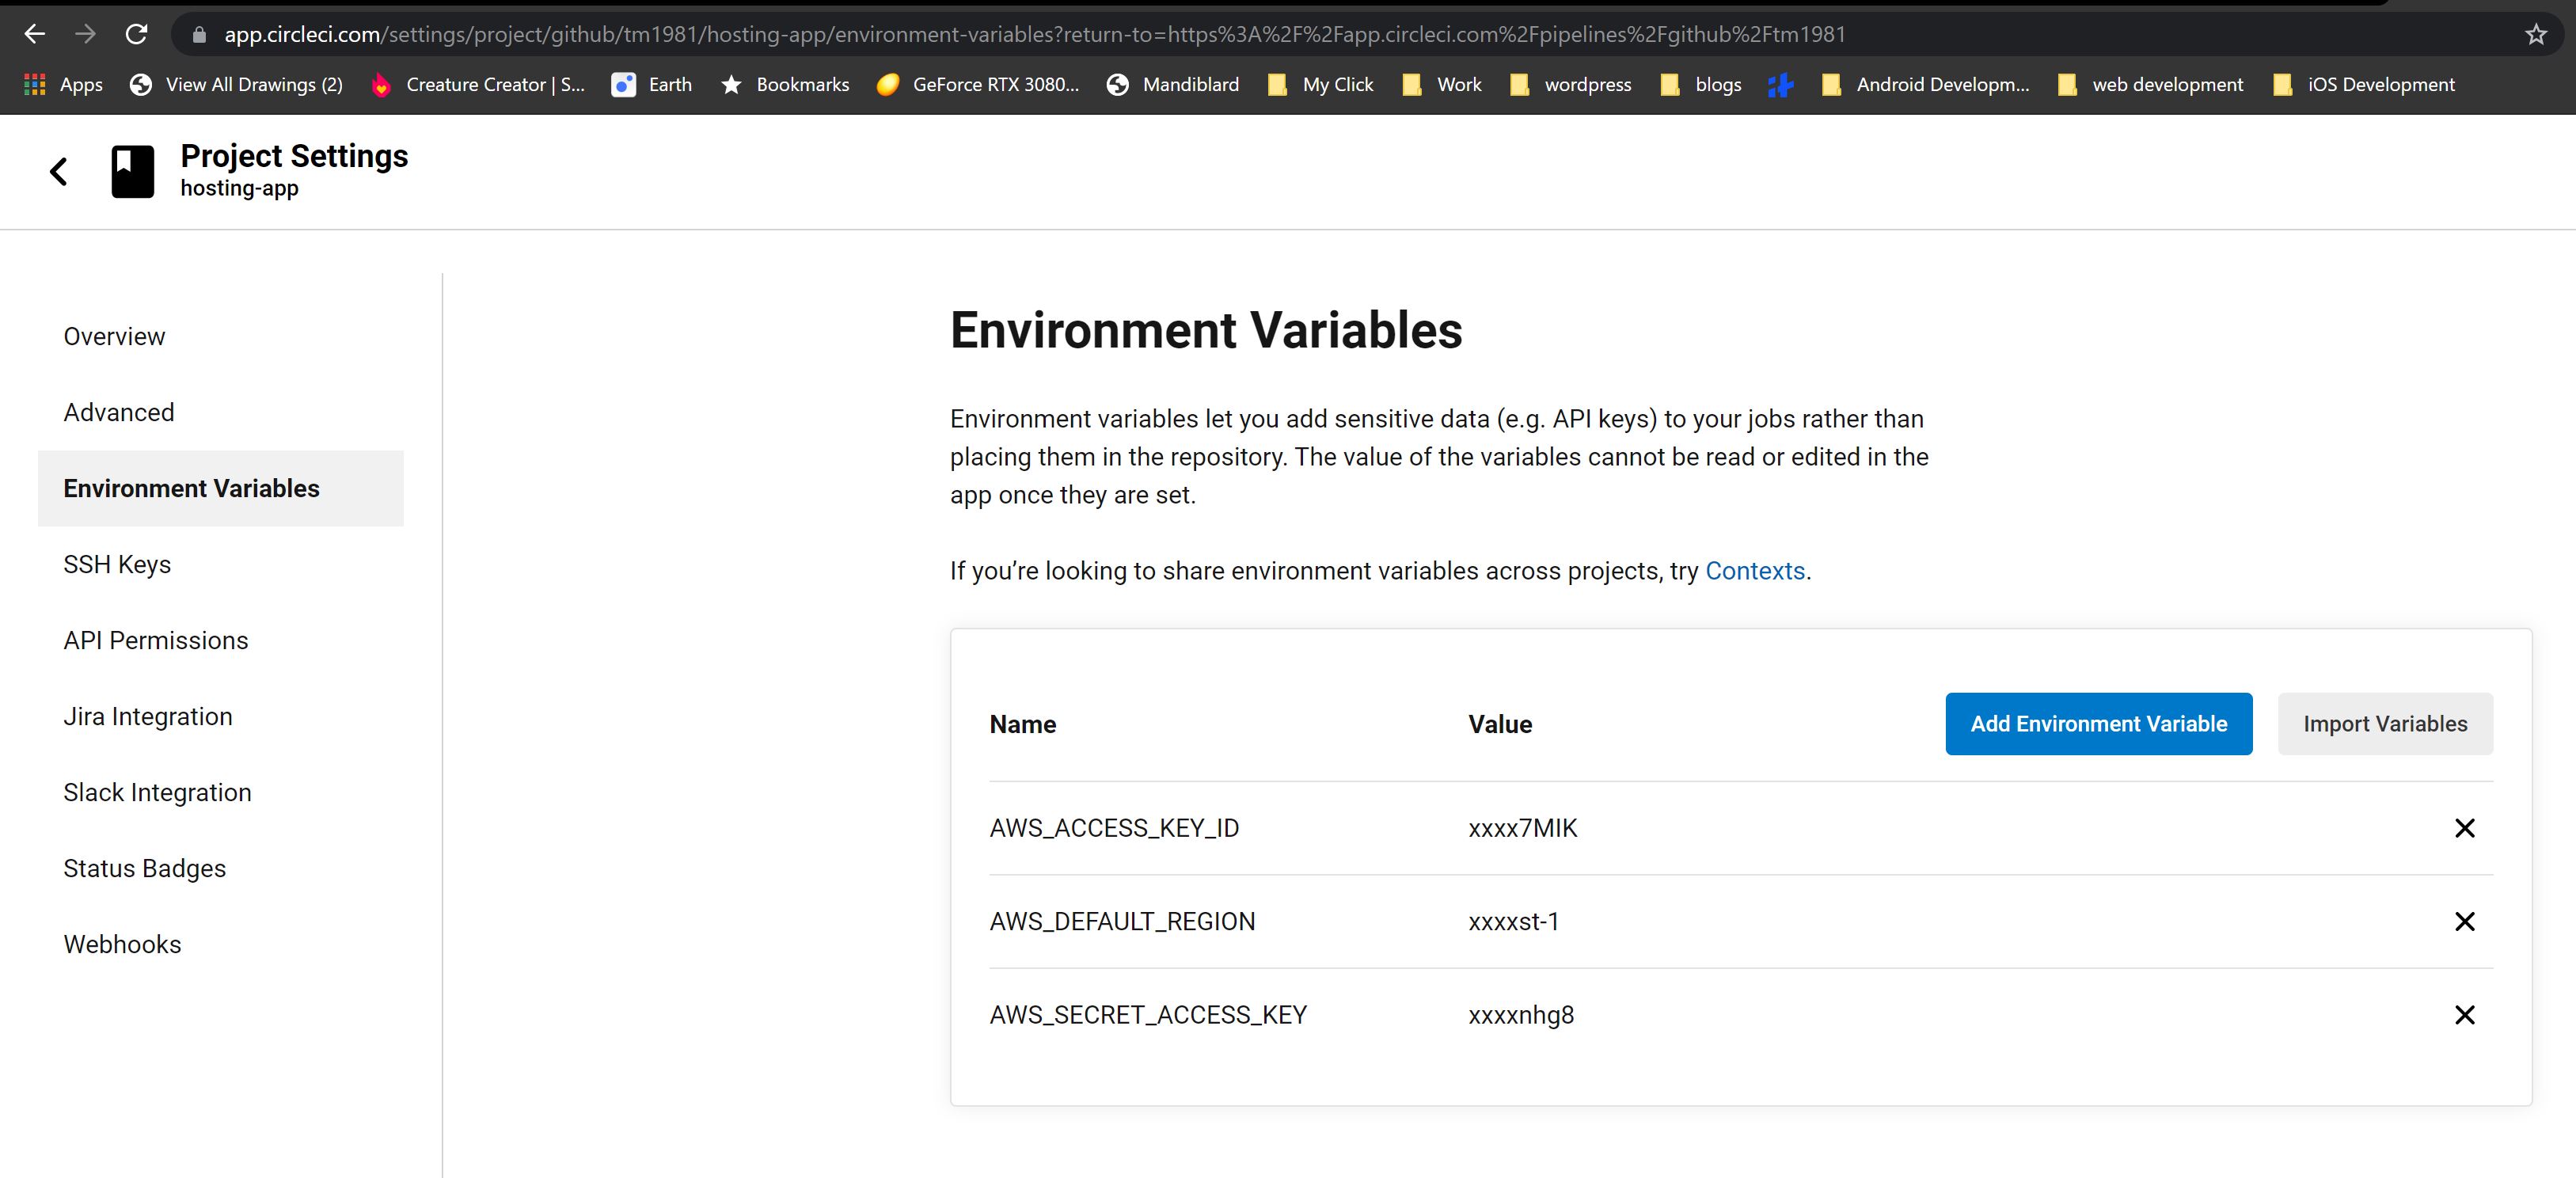 app.circleci.com/settings/project/github/tm1981/hosting-app/environment-variables?return-to=https%3A%2F%2Fapp.circleci.com%2Fpipelines%2Fgithub%2Ftm1981
Apps View All Drawings (2) Creature Creator | S... Earth Bookmarks GeForce RTX 3080... Mandiblard My Click Work wordpress blogs Android Developm... web development iOS Development
Project Settings
hosting-app
Overview
Advanced
Environment Variables
SSH Keys
API Permissions
Jira Integration
Slack Integration
Status Badges
Webhooks
Environment Variables
Environment variables let you add sensitive data (e.g. API keys) to your jobs rather than
placing them in the repository. The value of the variables cannot be read or edited in the
app once they are set.
If you’re looking to share environment variables across projects, try Contexts.
Name Value Add Environment Variable Import Variables
AWS_ACCESS_KEY_ID xxxx7MIK
AWS_DEFAULT_REGION xxxxst-1
AWS_SECRET_ACCESS_KEY xxxxnhg8